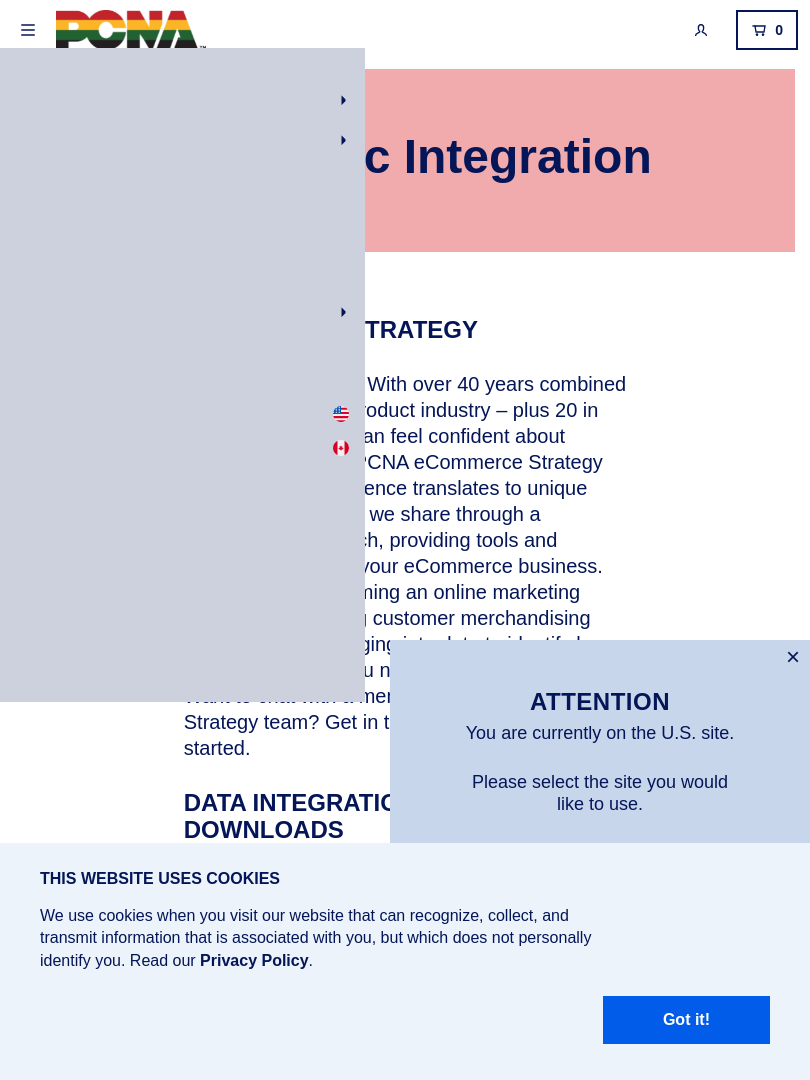 PCNA
0
c Integration
TRATEGY
With over 40 years combined
roduct industry – plus 20 in
an feel confident about
PCNA eCommerce Strategy
ence translates to unique
we share through a
ch, providing tools and
your eCommerce business.
ming an online marketing
customer merchandising
Strategy team? Get in t
started.
DATA INTEGRATIO
DOWNLOADS
ATTENTION
You are currently on the U.S. site.
Please select the site you would
like to use.
THIS WEBSITE USES COOKIES
We use cookies when you visit our website that can recognize, collect, and
transmit information that is associated with you, but which does not personally
identify you. Read our Privacy Policy.
Got it!